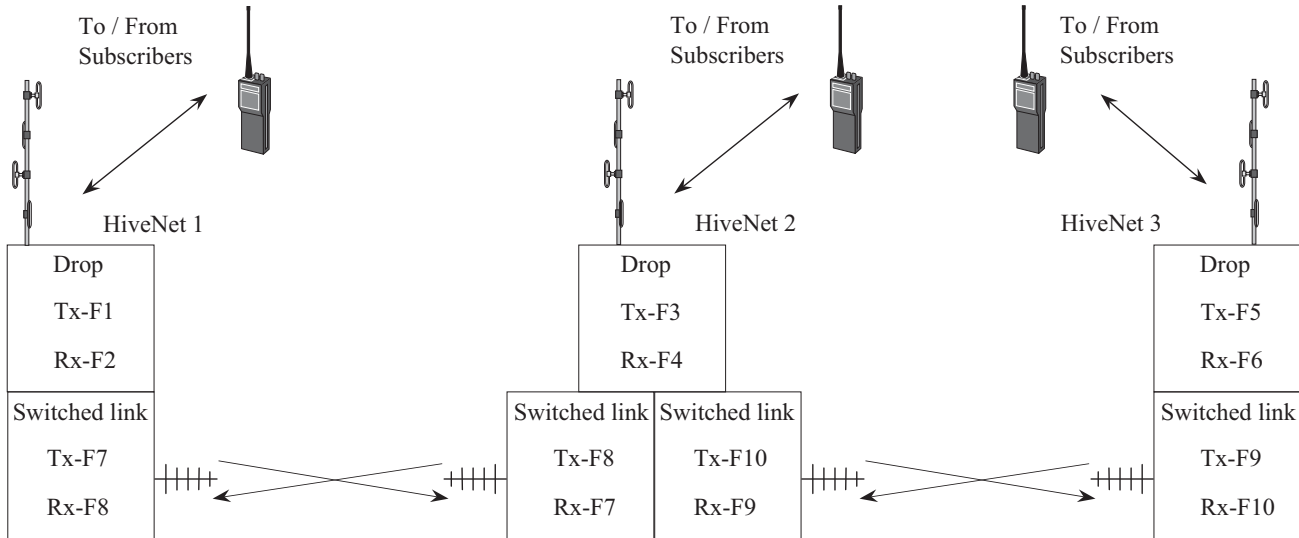 To / From
Subscribers
To / From
Subscribers
To / From
Subscribers
HiveNet 1
HiveNet 2
HiveNet 3
Drop
Tx-F1
Rx-F2
Drop
Tx-F3
Rx-F4
Drop
Tx-F5
Rx-F6
Switched link
Tx-F7
Rx-F8
Switched link
Tx-F8
Rx-F7
Switched link
Tx-F10
Rx-F9
Switched link
Tx-F9
Rx-F10